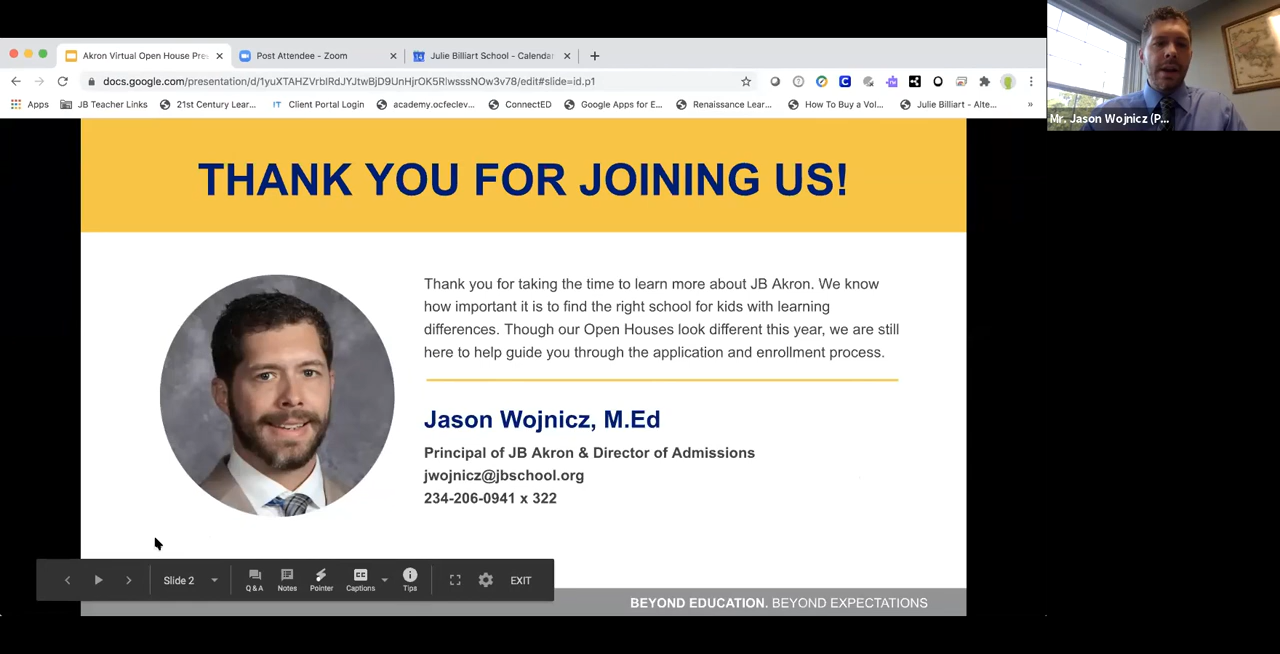 Akron Virtual Open House Pre
Post Attendee - Zoom
Julie Billiart School - Calenda
docs.google.com/presentation/d/1yuXTAHZVrblRdJYJtwBjD9UnHjrOK5RlwssSNOw3v78/edit#slide=id.p1
Apps
JB Teacher Links
21st Century Lear...
IT
Client Portal Login
academy.ocfeclev...
ConnectED
Google Apps for E...
Renaissance Lear...
How To Buy a Vol...
Julie Billiart - Alte...
»
Mr. Jason Wojnicz (P...
THANK YOU FOR JOINING US!
Thank you for taking the time to learn more about JB Akron. We know
how important it is to find the right school for kids with learning
differences. Though our Open Houses look different this year, we are still
here to help guide you through the application and enrollment process.
Jason Wojnicz, M.Ed
Principal of JB Akron & Director of Admissions
jwojnicz@jbschool.org
234-206-0941 x 322
Slide 2
Q & A
Notes
Pointer
Captions
Tips
EXIT
BEYOND EDUCATION. BEYOND EXPECTATIONS